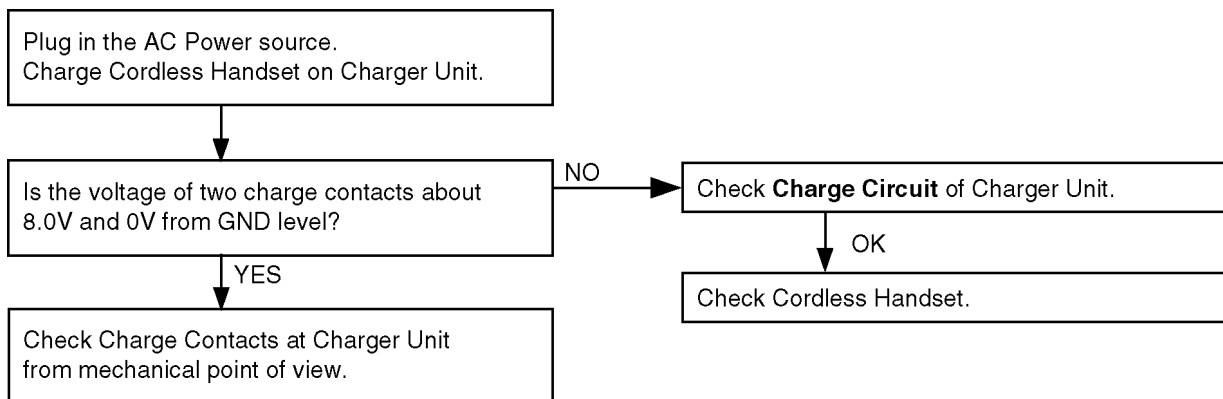 Plug in the AC Power source.
Charge Cordless Handset on Charger Unit.
Is the voltage of two charge contacts about
8.0V and 0V from GND level?
NO
Check Charge Circuit of Charger Unit.
OK
Check Cordless Handset.
YES
Check Charge Contacts at Charger Unit
from mechanical point of view.